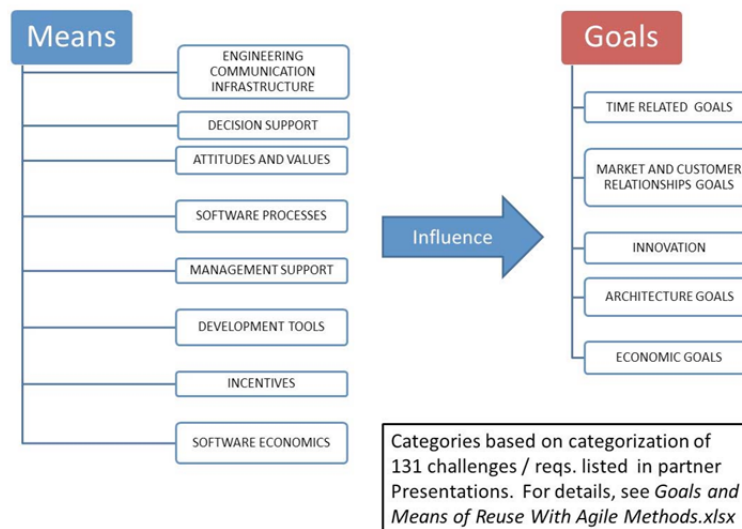 Means
ENGINEERING
COMMUNICATION
INFRASTRUCTURE
DECISION SUPPORT
ATTITUDES AND VALUES
SOFTWARE PROCESSES
MANAGEMENT SUPPORT
DEVELOPMENT TOOLS
INCENTIVES
SOFTWARE ECONOMICS
Influence
Goals
TIME RELATED GOALS
MARKET AND CUSTOMER
RELATIONSHIPS GOALS
INNOVATION
ARCHITECTURE GOALS
ECONOMIC GOALS
Categories based on categorization of
131 challenges / reqs. listed in partner
Presentations. For details, see Goals and
Means of Reuse With Agile Methods.xlsx